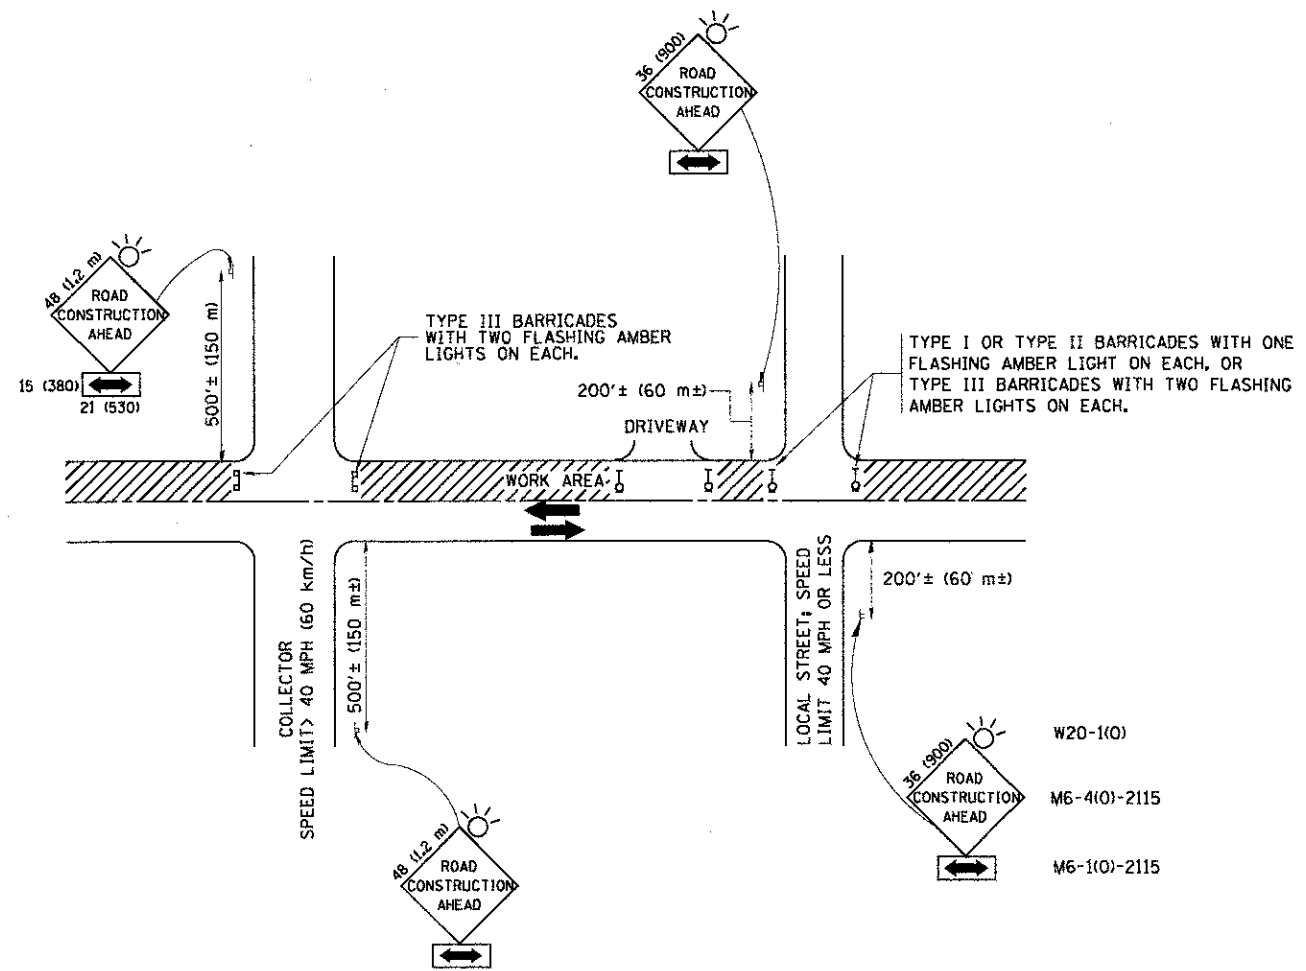 36 (900)
ROAD
CONSTRUCTION
AHEAD
48 (1.2 m)
ROAD
CONSTRUCTION
AHEAD
15 (380)
21 (530)
500'± (150 m)
TYPE III BARRICADES
WITH TWO FLASHING AMBER
LIGHTS ON EACH.
200'± (60 m±)
DRIVEWAY
TYPE I OR TYPE II BARRICADES WITH ONE
FLASHING AMBER LIGHT ON EACH, OR
TYPE III BARRICADES WITH TWO FLASHING
AMBER LIGHTS ON EACH.
WORK AREA
COLLECTOR
SPEED LIMIT> 40 MPH (60 km/h)
500'± (150 m±)
LOCAL STREET; SPEED
LIMIT 40 MPH OR LESS
200'± (60 m±)
48 (1.2 m)
ROAD
CONSTRUCTION
AHEAD
36 (900)
ROAD
CONSTRUCTION
AHEAD
W20-1(O)
M6-4(O)-2115
M6-1(O)-2115